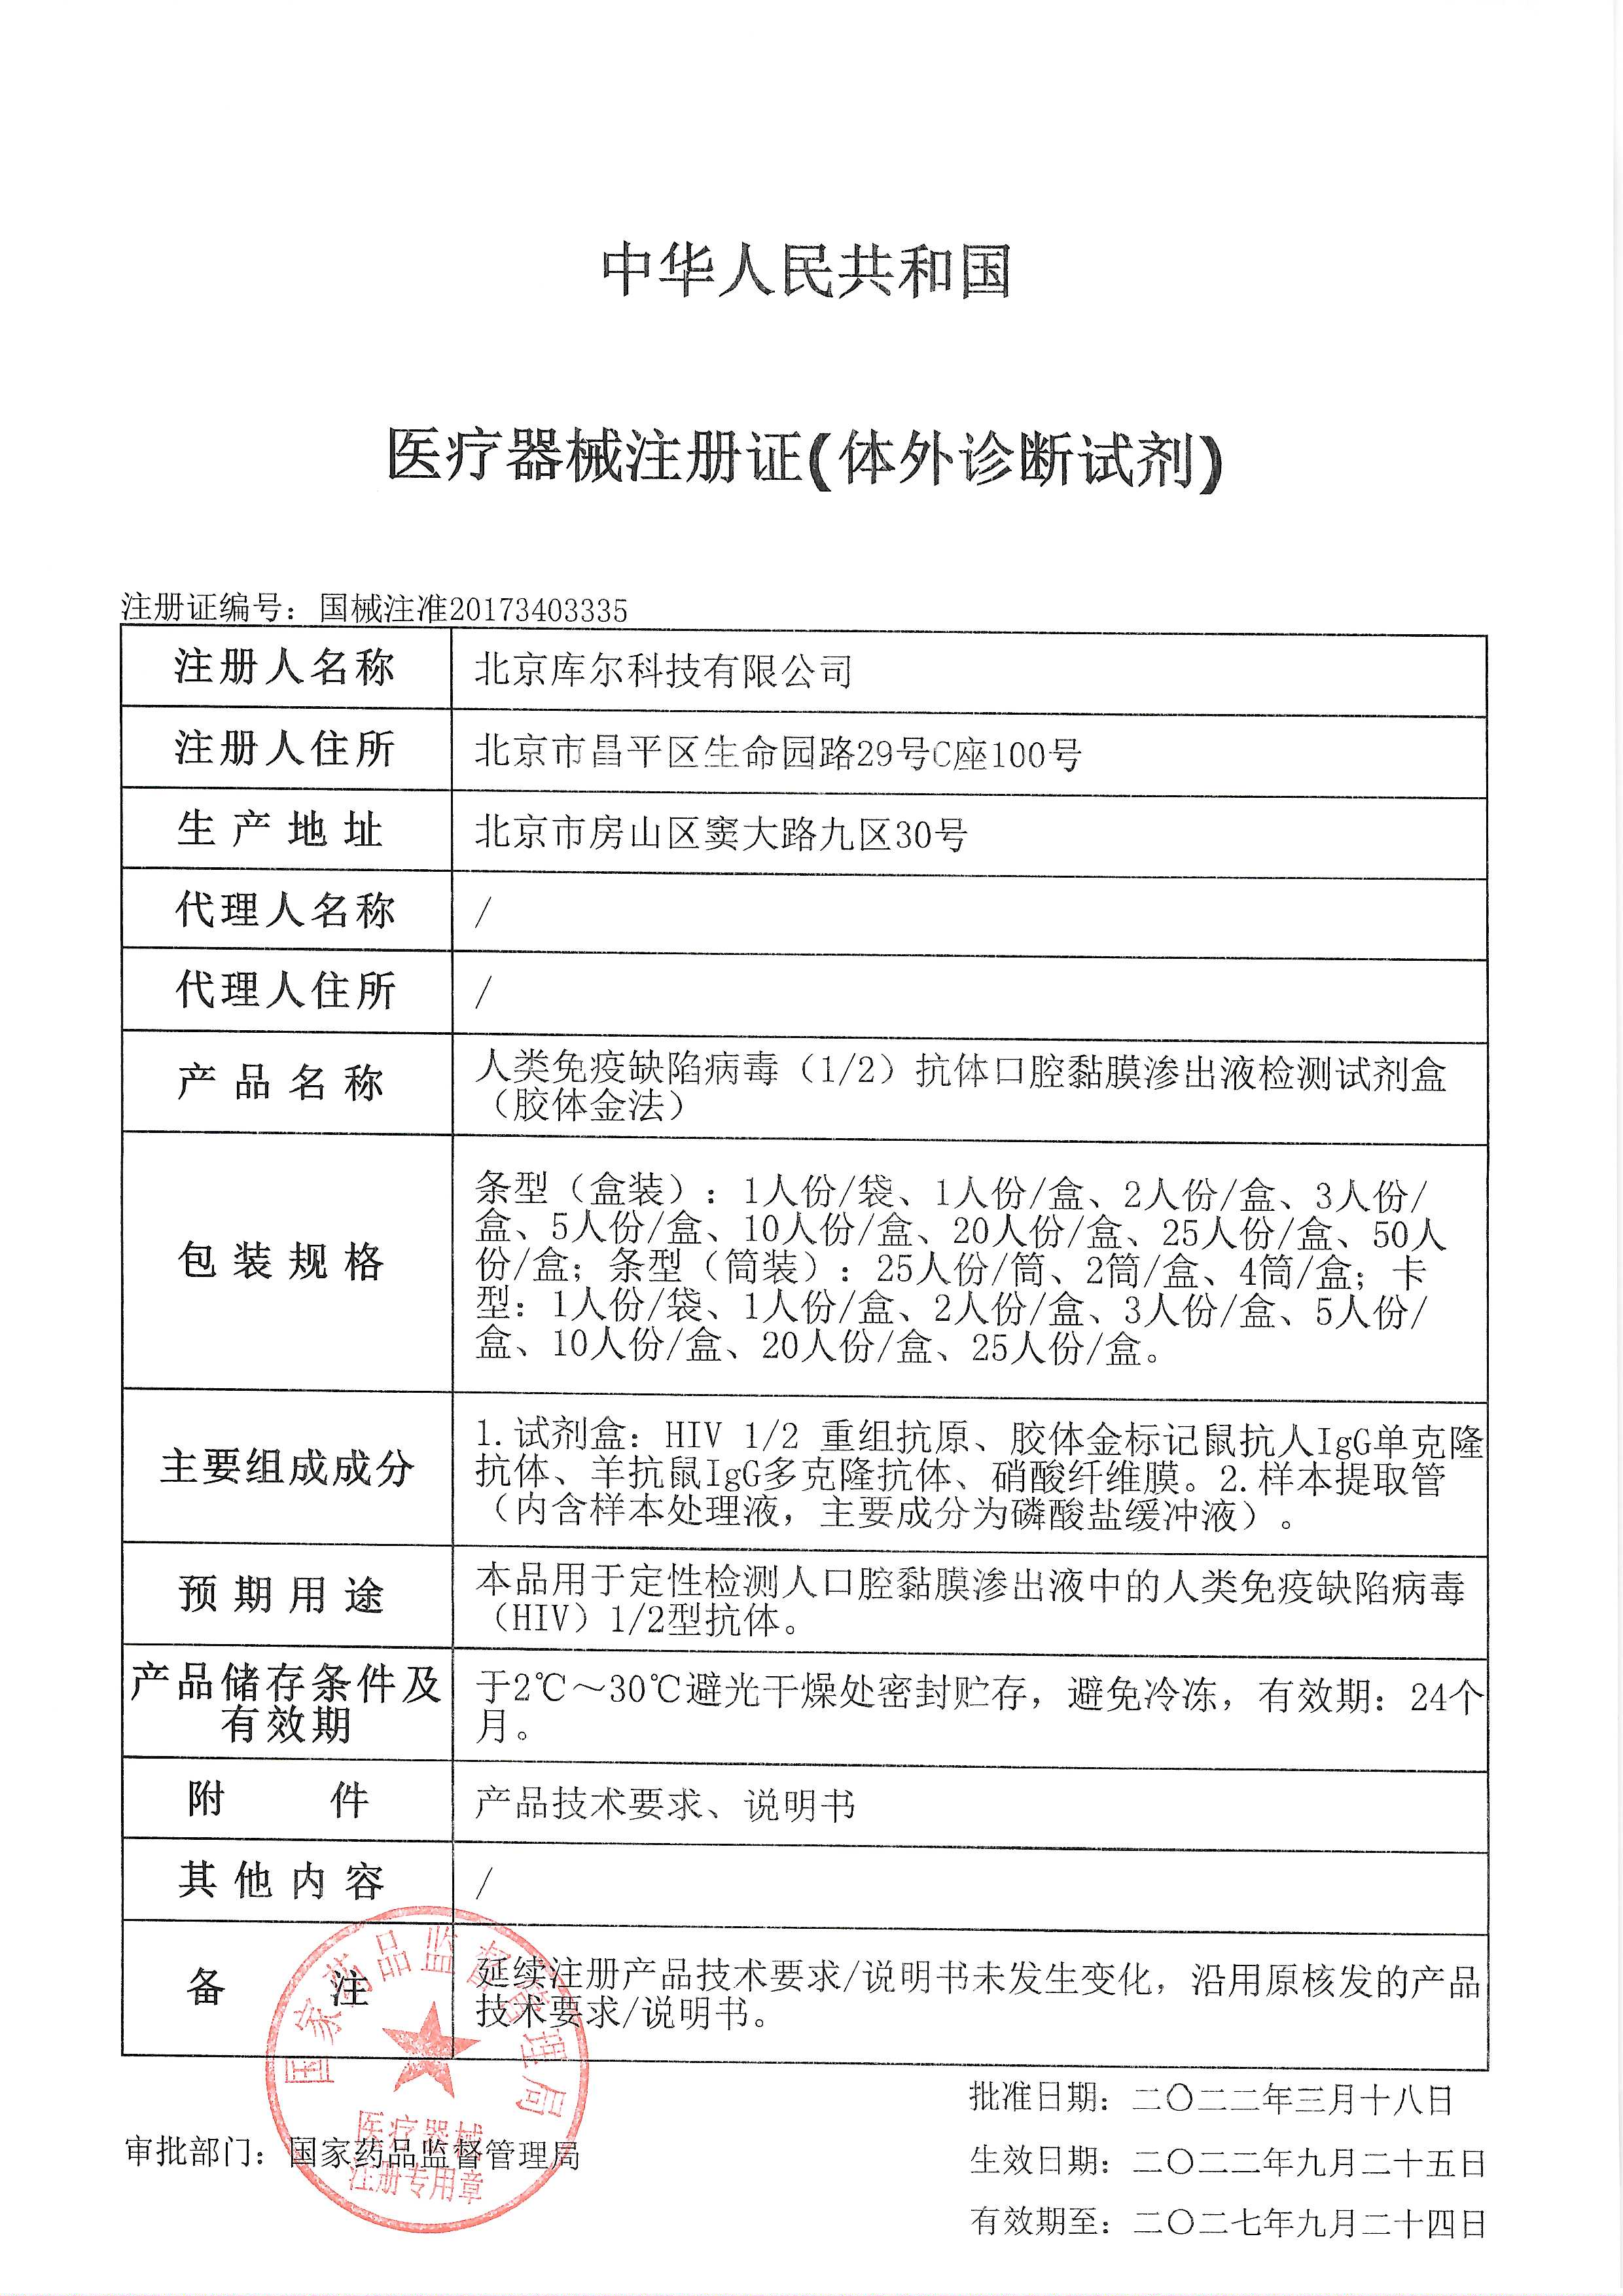 中华人民共和国
医疗器械注册证(体外诊断试剂)
注册证编号：国械注准20173403335
注册人名称
北京库尔科技有限公司
注册人住所
北京市昌平区生命园路29号C座100号
生产地址
北京市房山区窦大路九区30号
代理人名称
/
代理人住所
/
产品名称
人类免疫缺陷病毒（1/2）抗体口腔黏膜渗出液检测试剂盒
（胶体金法）
包装规格
条型（盒装）：1人份/袋、1人份/盒、2人份/盒、3人份/
盒、5人份/盒、10人份/盒、20人份/盒、25人份/盒、50人
份/盒；条型（筒装）：25人份/筒、2筒/盒、4筒/盒；卡
型：1人份/袋、1人份/盒、2人份/盒、3人份/盒、5人份/
盒、10人份/盒、20人份/盒、25人份/盒。
主要组成成分
1.试剂盒：HIV 1/2 重组抗原、胶体金标记鼠抗人IgG单克隆
抗体、羊抗鼠IgG多克隆抗体、硝酸纤维膜。2.样本提取管
（内含样本处理液，主要成分为磷酸盐缓冲液）。
预期用途
本品用于定性检测人口腔黏膜渗出液中的人类免疫缺陷病毒
（HIV）1/2型抗体。
产品储存条件及
有效期
于2℃～30℃避光干燥处密封贮存，避免冷冻，有效期：24个
月。
附件
产品技术要求、说明书
其他内容
/
备注
延续注册产品技术要求/说明书未发生变化，沿用原核发的产品
技术要求/说明书。
国家药品监督管理局
医疗器械
注册专用章
审批部门：国家药品监督管理局
批准日期：二〇二二年三月十八日
生效日期：二〇二二年九月二十五日
有效期至：二〇二七年九月二十四日